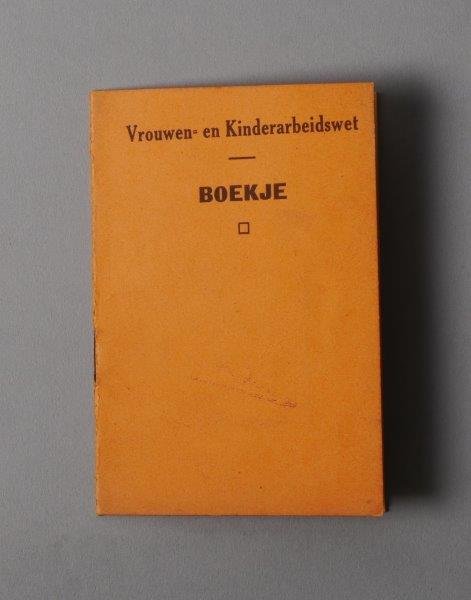 Vrouwen= en Kinderarbeidswet
BOEKJE